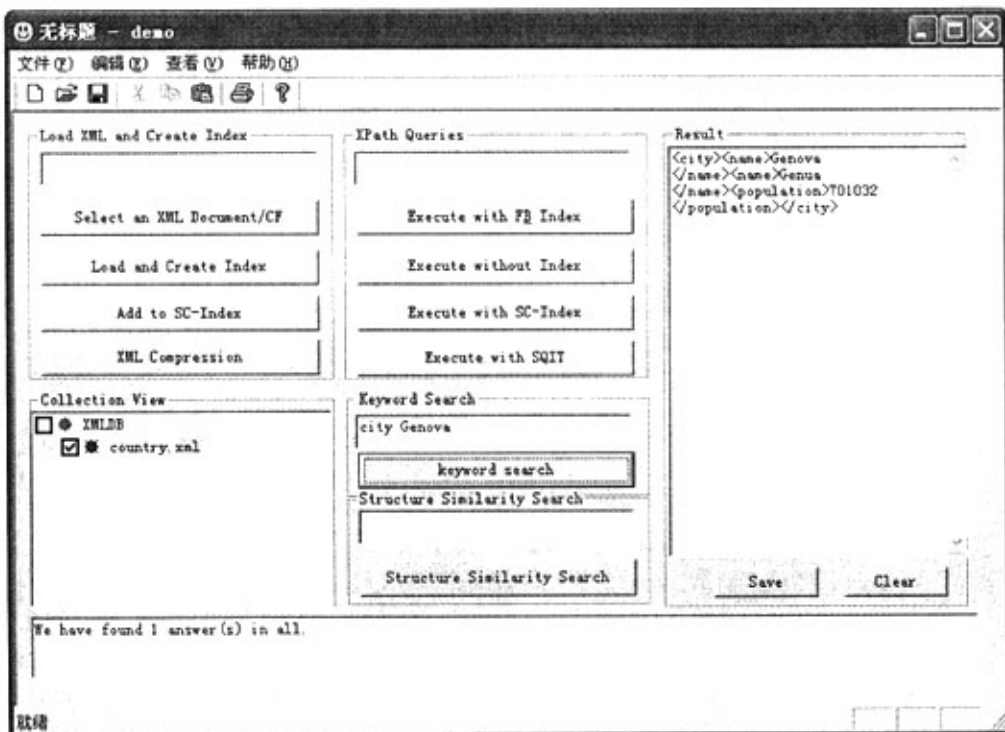 无标题 - demo
文件(F) 编辑(E) 查看(V) 帮助(H)
Load XML and Create Index
Select an XML Document/CF
Load and Create Index
Add to SC-Index
XML Compression
XPath Queries
Execute with FB Index
Execute without Index
Execute with SC-Index
Execute with SQIT
Result
<city><name>Genova
</name><name>Genua
</name><population>701032
</population></city>
Collection View
XMLDB
country.xml
Keyword Search
city Genova
keyword search
Structure Similarity Search
Structure Similarity Search
Save
Clear
We have found 1 answer(s) in all.
就绪